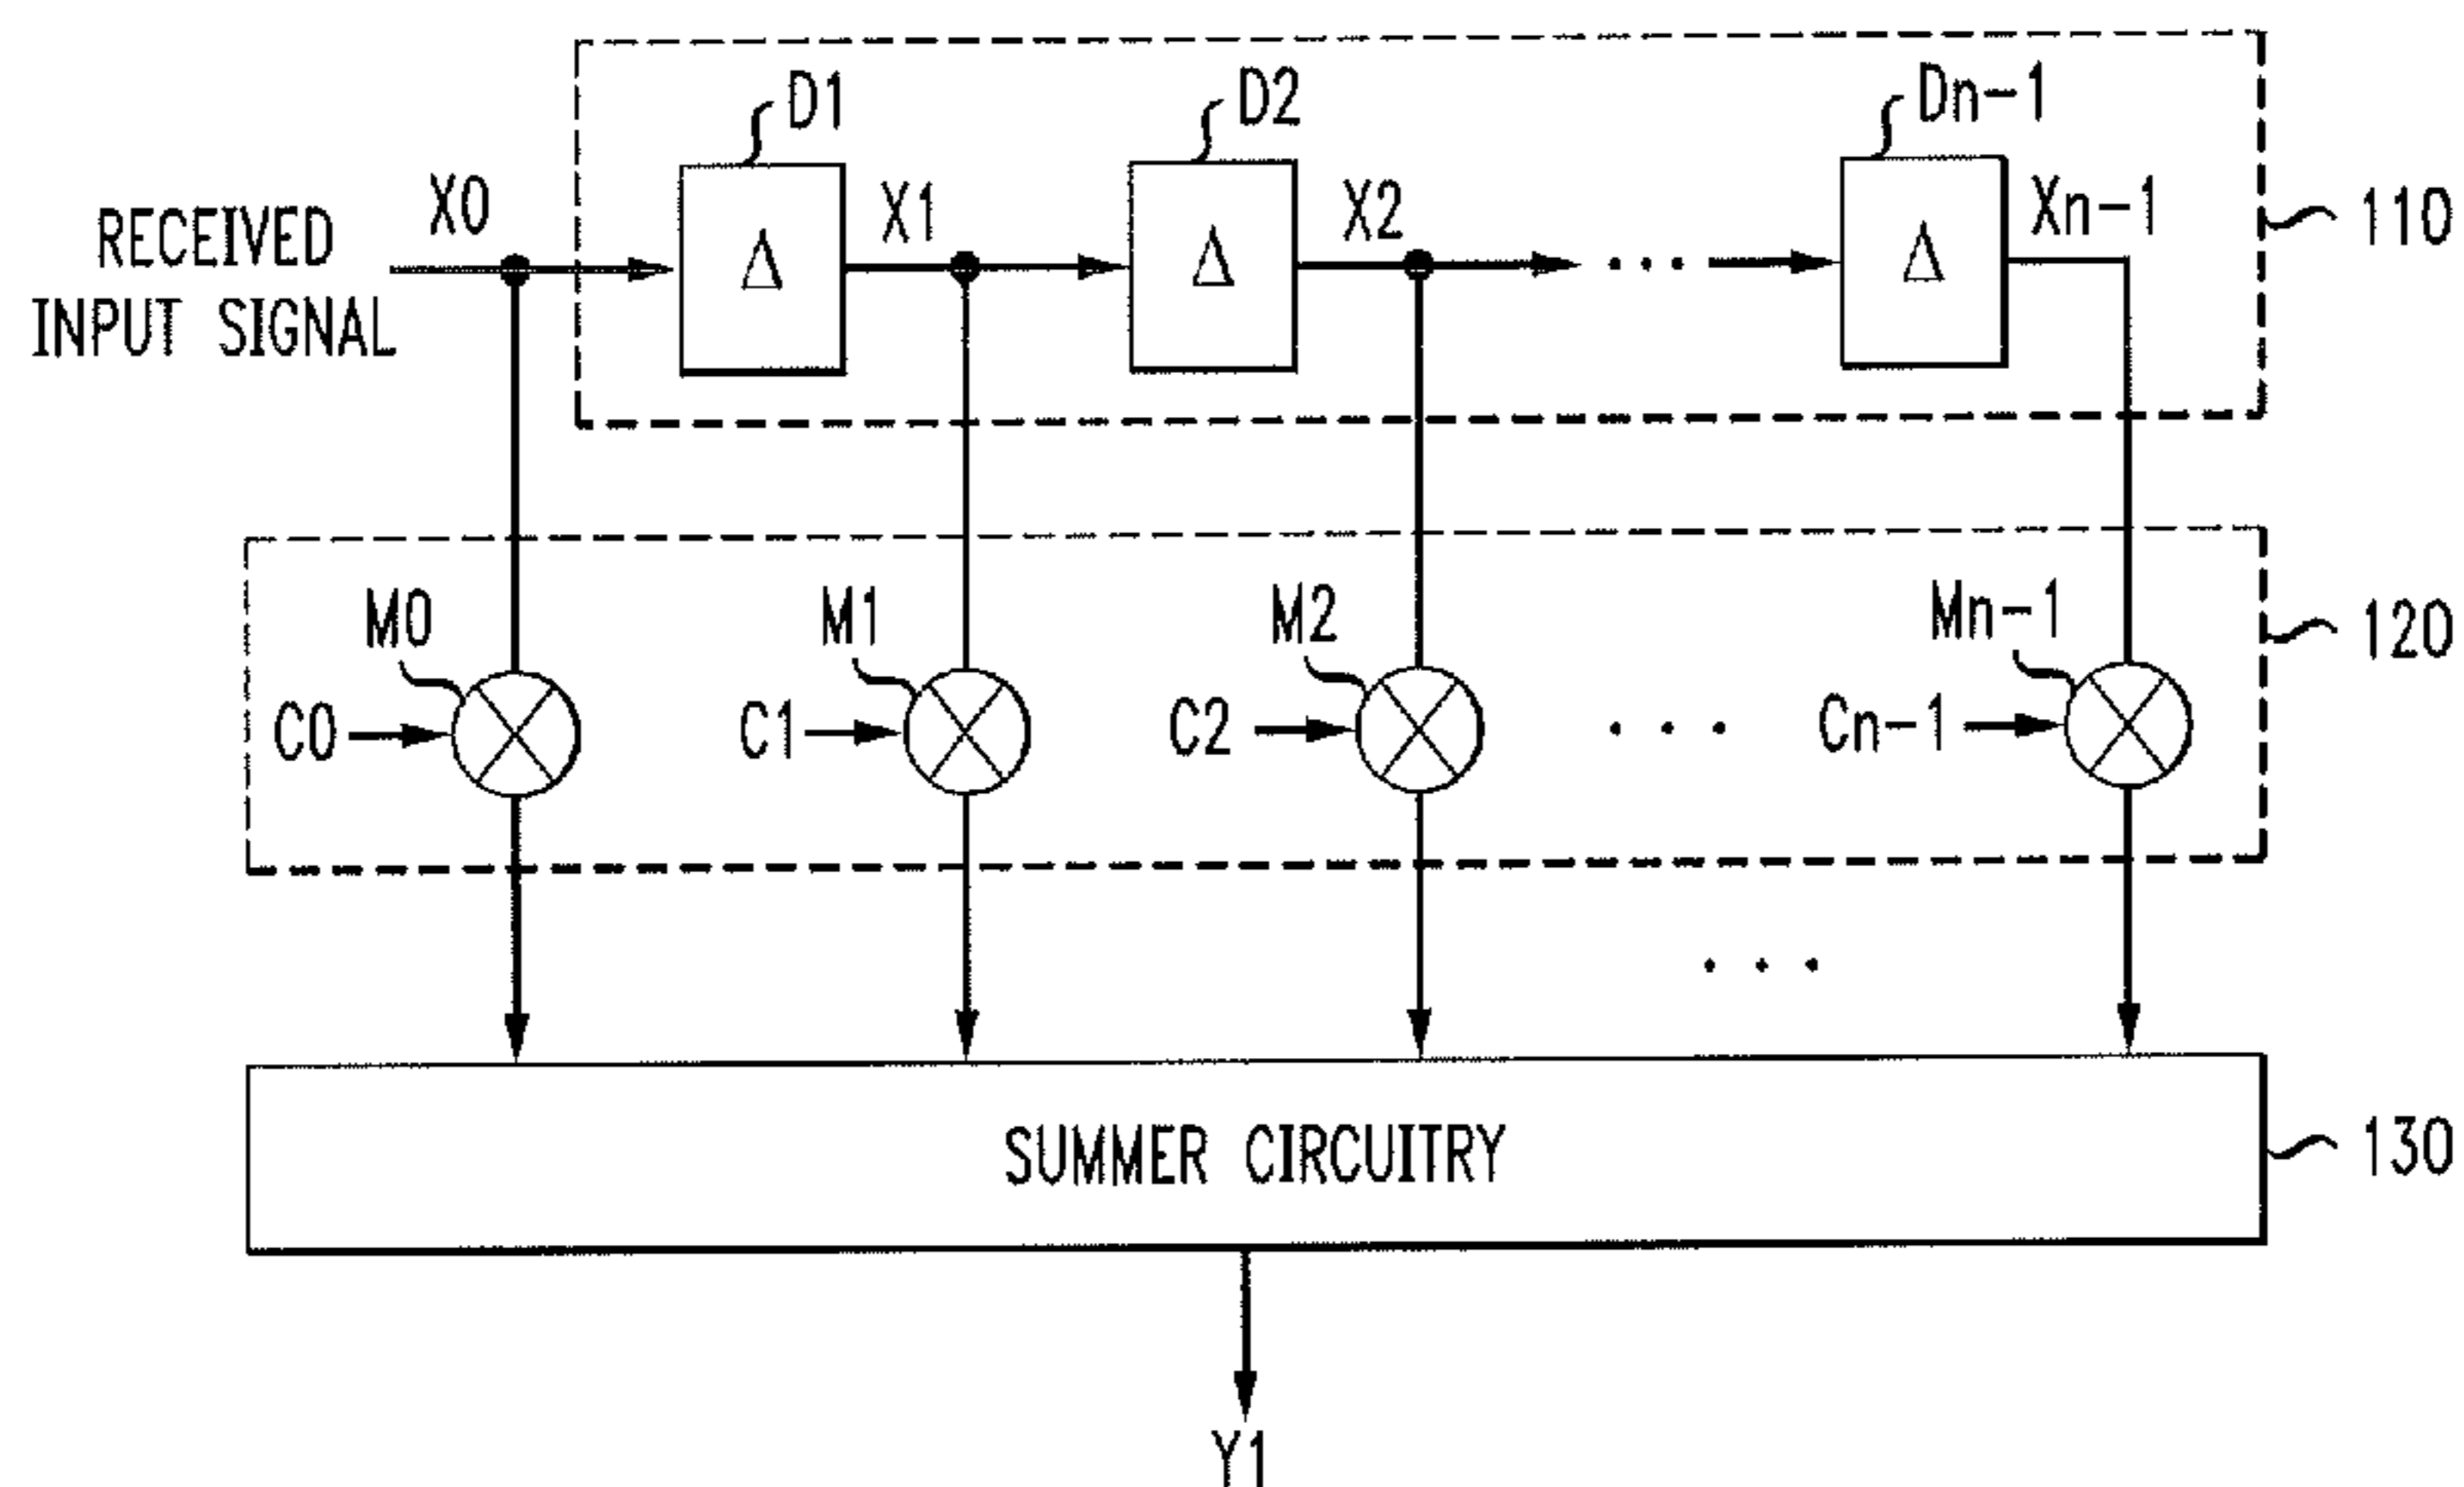 D1
D2
Dn-1
RECEIVED
INPUT SIGNAL
X0
Δ
X1
Δ
X2
...
Δ
Xn-1
110
M0
M1
M2
Mn-1
120
C0
C1
C2
...
Cn-1
...
SUMMER CIRCUITRY
130
Y1